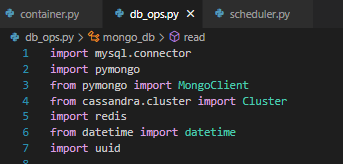 container.py db_ops.py scheduler.py
db_ops.py > mongo_db > read
1 import mysql.connector
2 import pymongo
3 from pymongo import MongoClient
4 from cassandra.cluster import Cluster
5 import redis
6 from datetime import datetime
7 import uuid